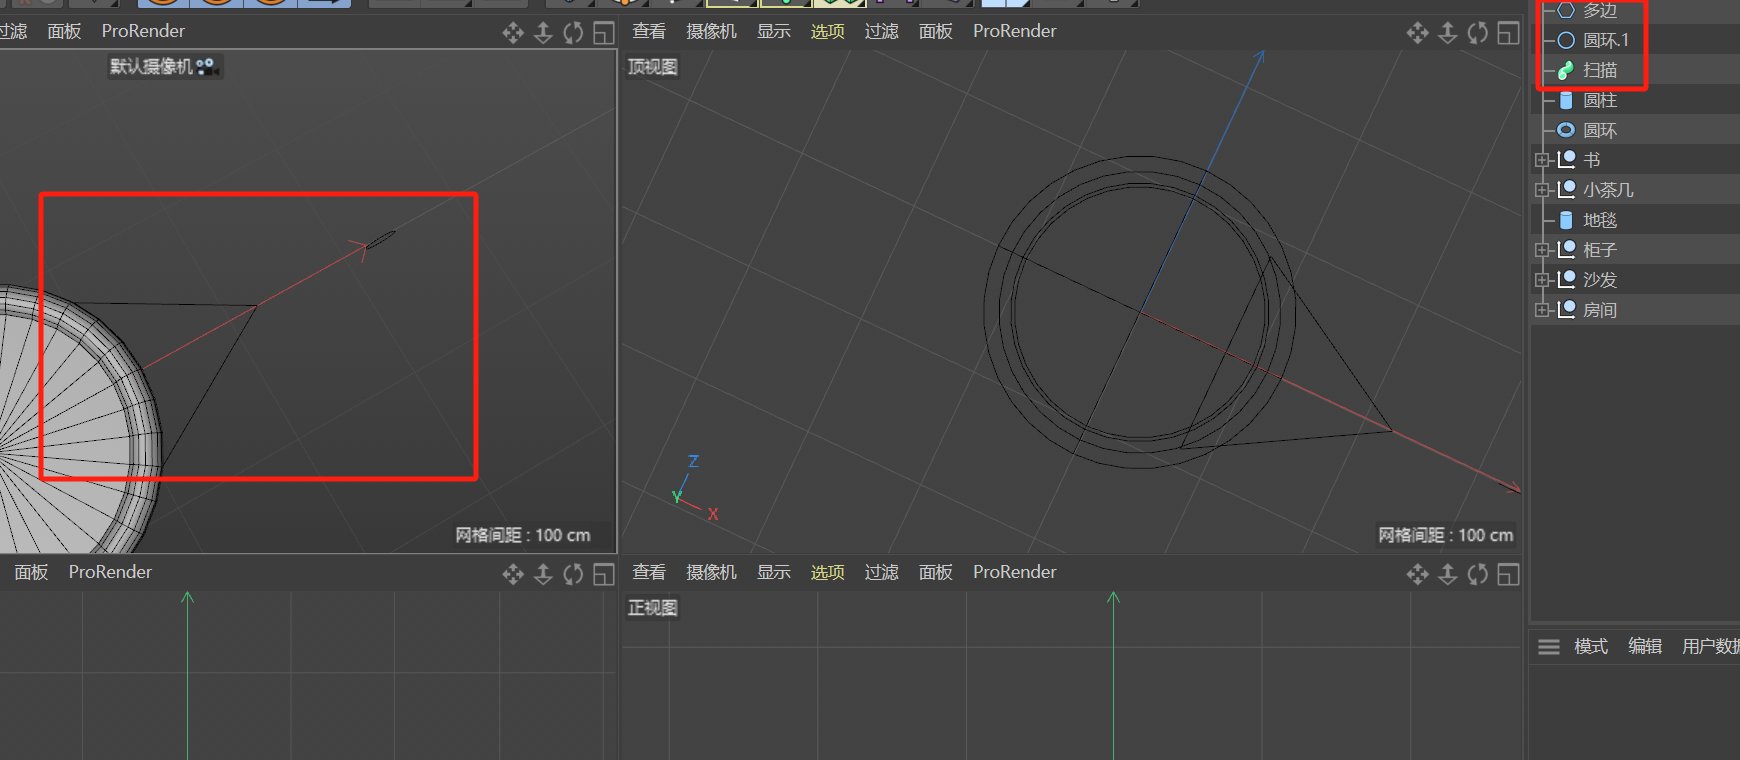 过滤 面板 ProRender
默认摄像机
网格间距 : 100 cm
查看 摄像机 显示 选项 过滤 面板 ProRender
顶视图
Z
Y
X
网格间距 : 100 cm
面板 ProRender
查看 摄像机 显示 选项 过滤 面板 ProRender
正视图
多边
圆环.1
扫描
圆柱
圆环
书
小茶几
地毯
柜子
沙发
房间
模式 编辑 用户数据